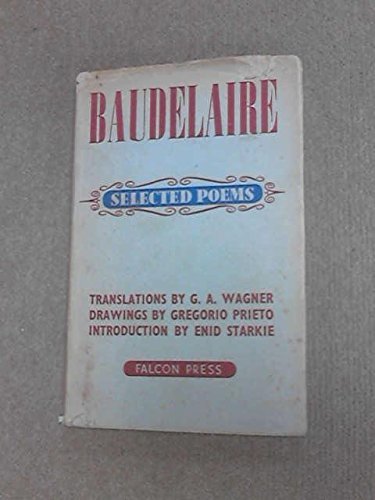 BAUDELAIRE
SELECTED POEMS
TRANSLATIONS BY G. A. WAGNER
DRAWINGS BY GREGORIO PRIETO
INTRODUCTION BY ENID STARKIE
FALCON PRESS